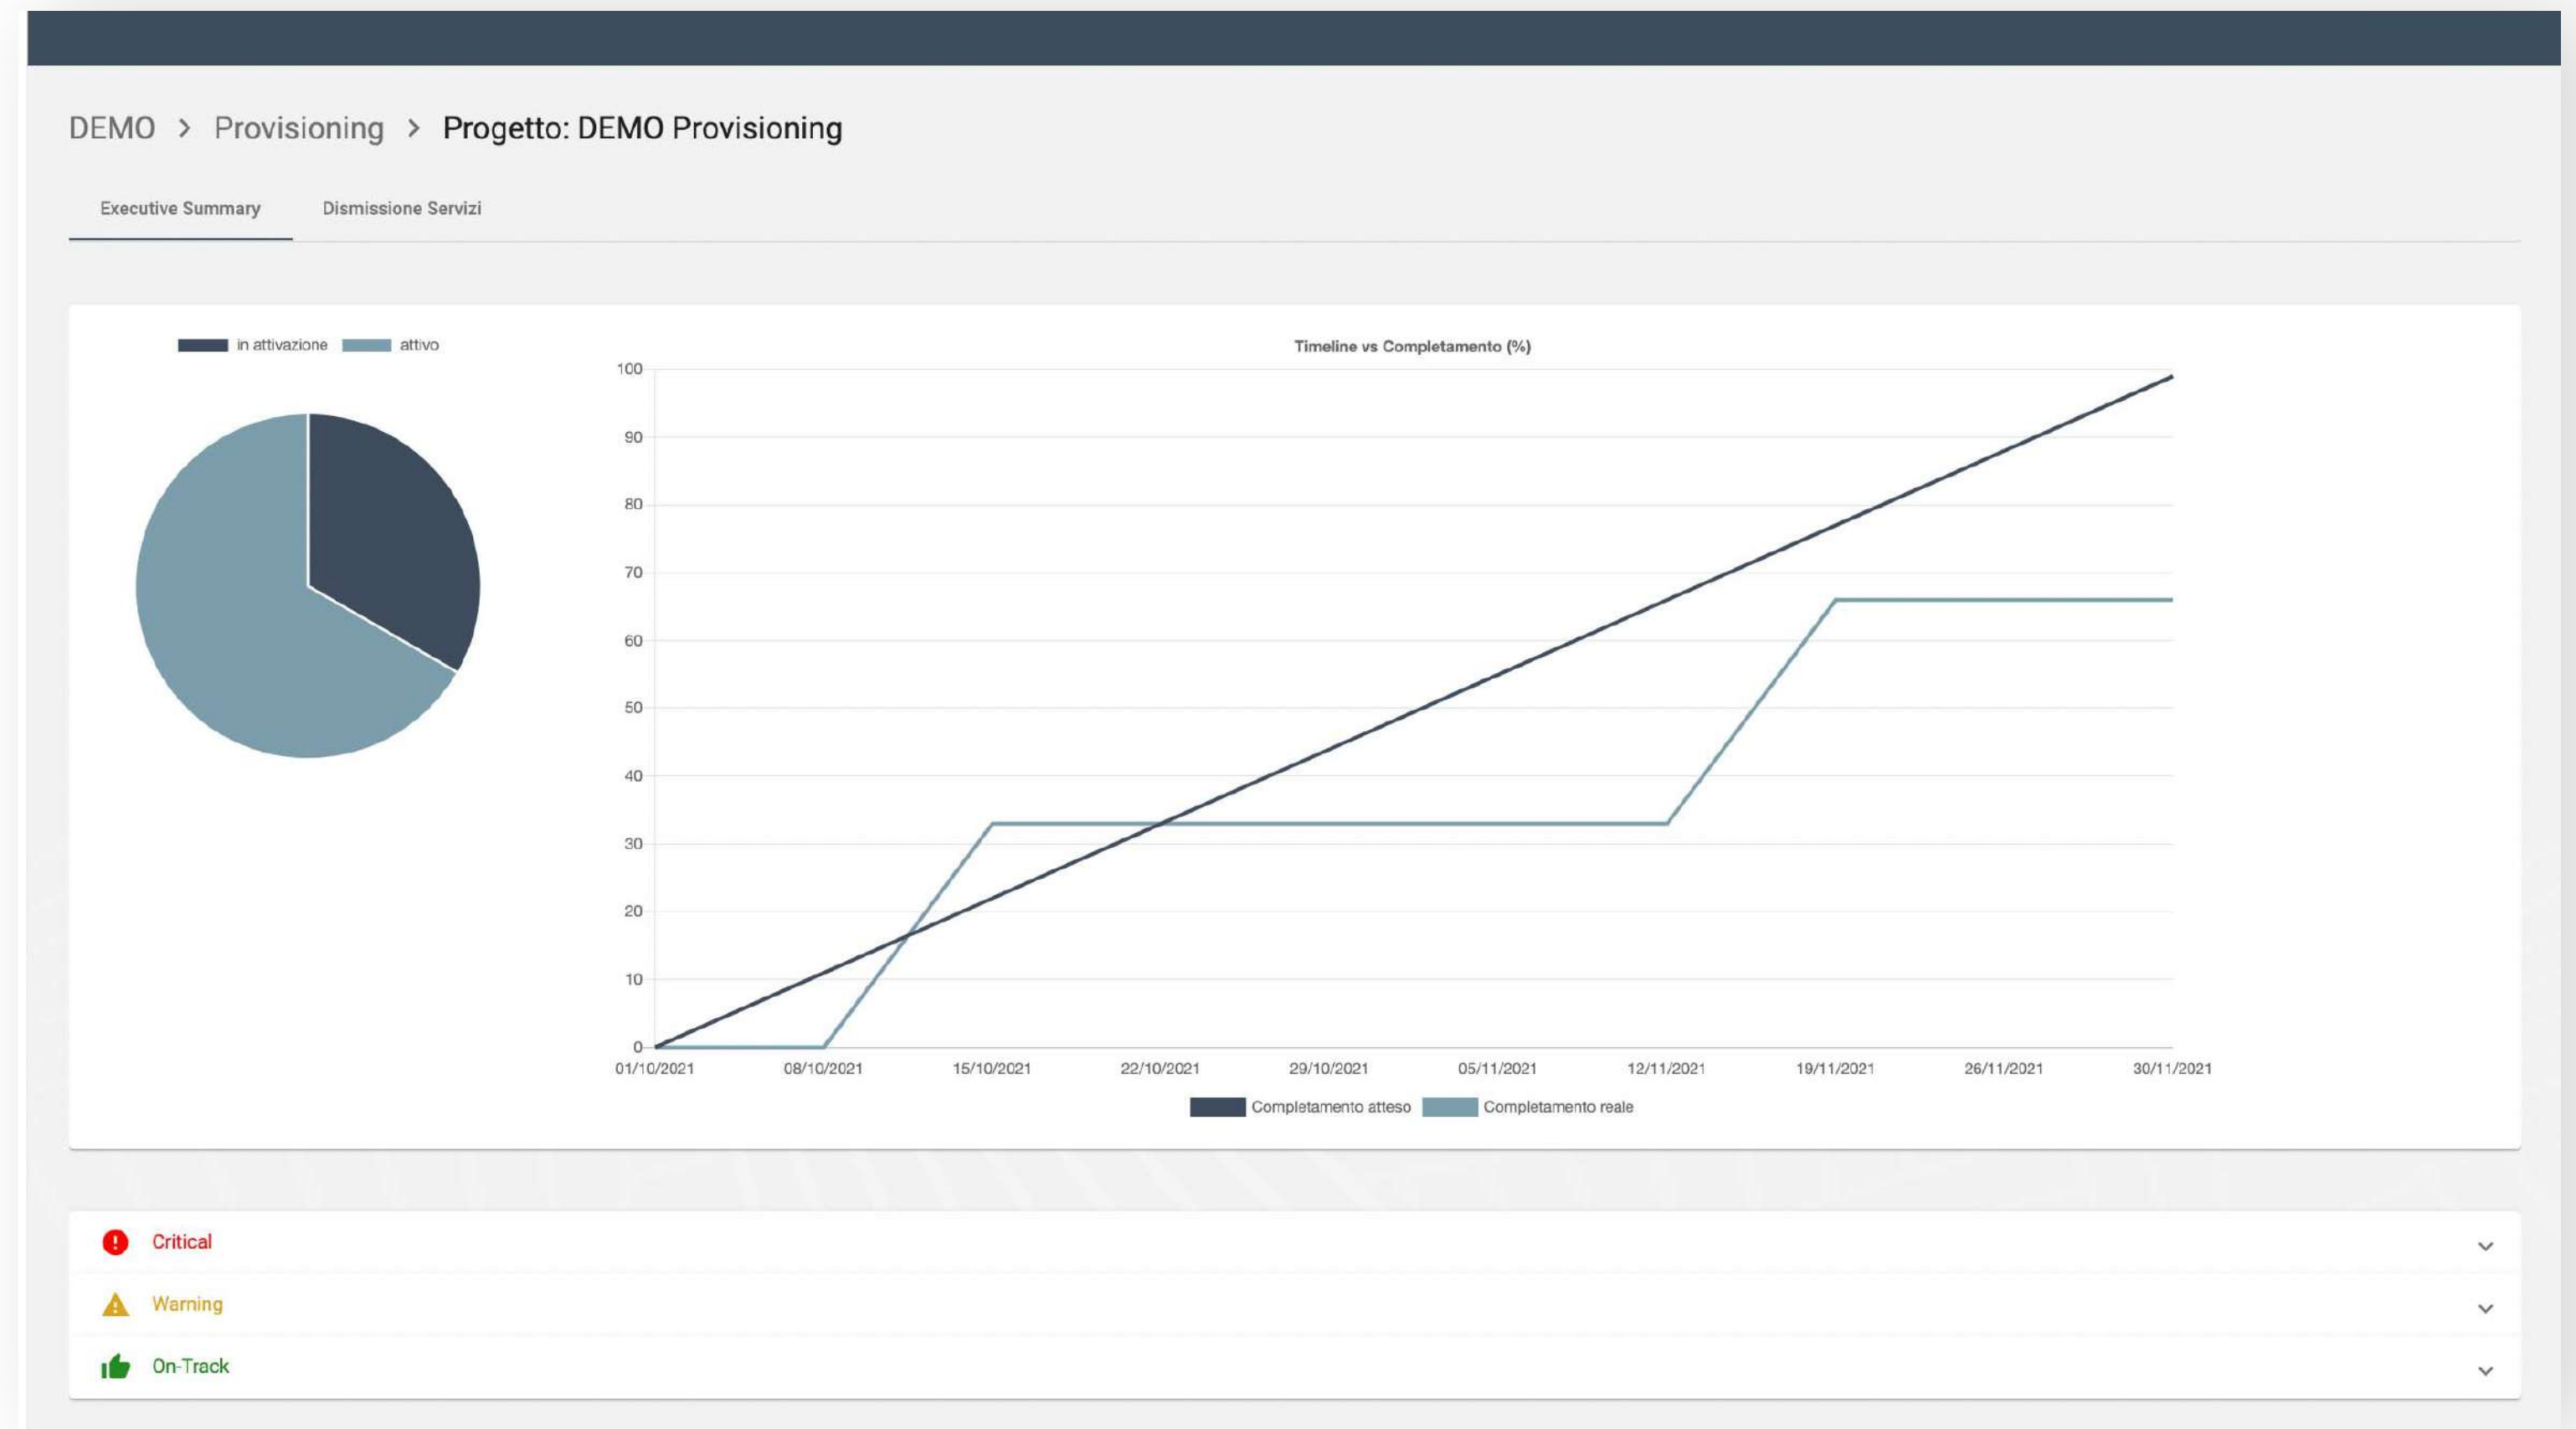 DEMO > Provisioning > Progetto: DEMO Provisioning
Executive Summary Dismissione Servizi
in attivazione attivo
Timeline vs Completamento (%)
100
90
80
70
60
50
40
30
20
10
0
01/10/2021 08/10/2021 15/10/2021 22/10/2021 29/10/2021 05/11/2021 12/11/2021 19/11/2021 26/11/2021 30/11/2021
Completamento atteso Completamento reale
Critical
Warning
On-Track